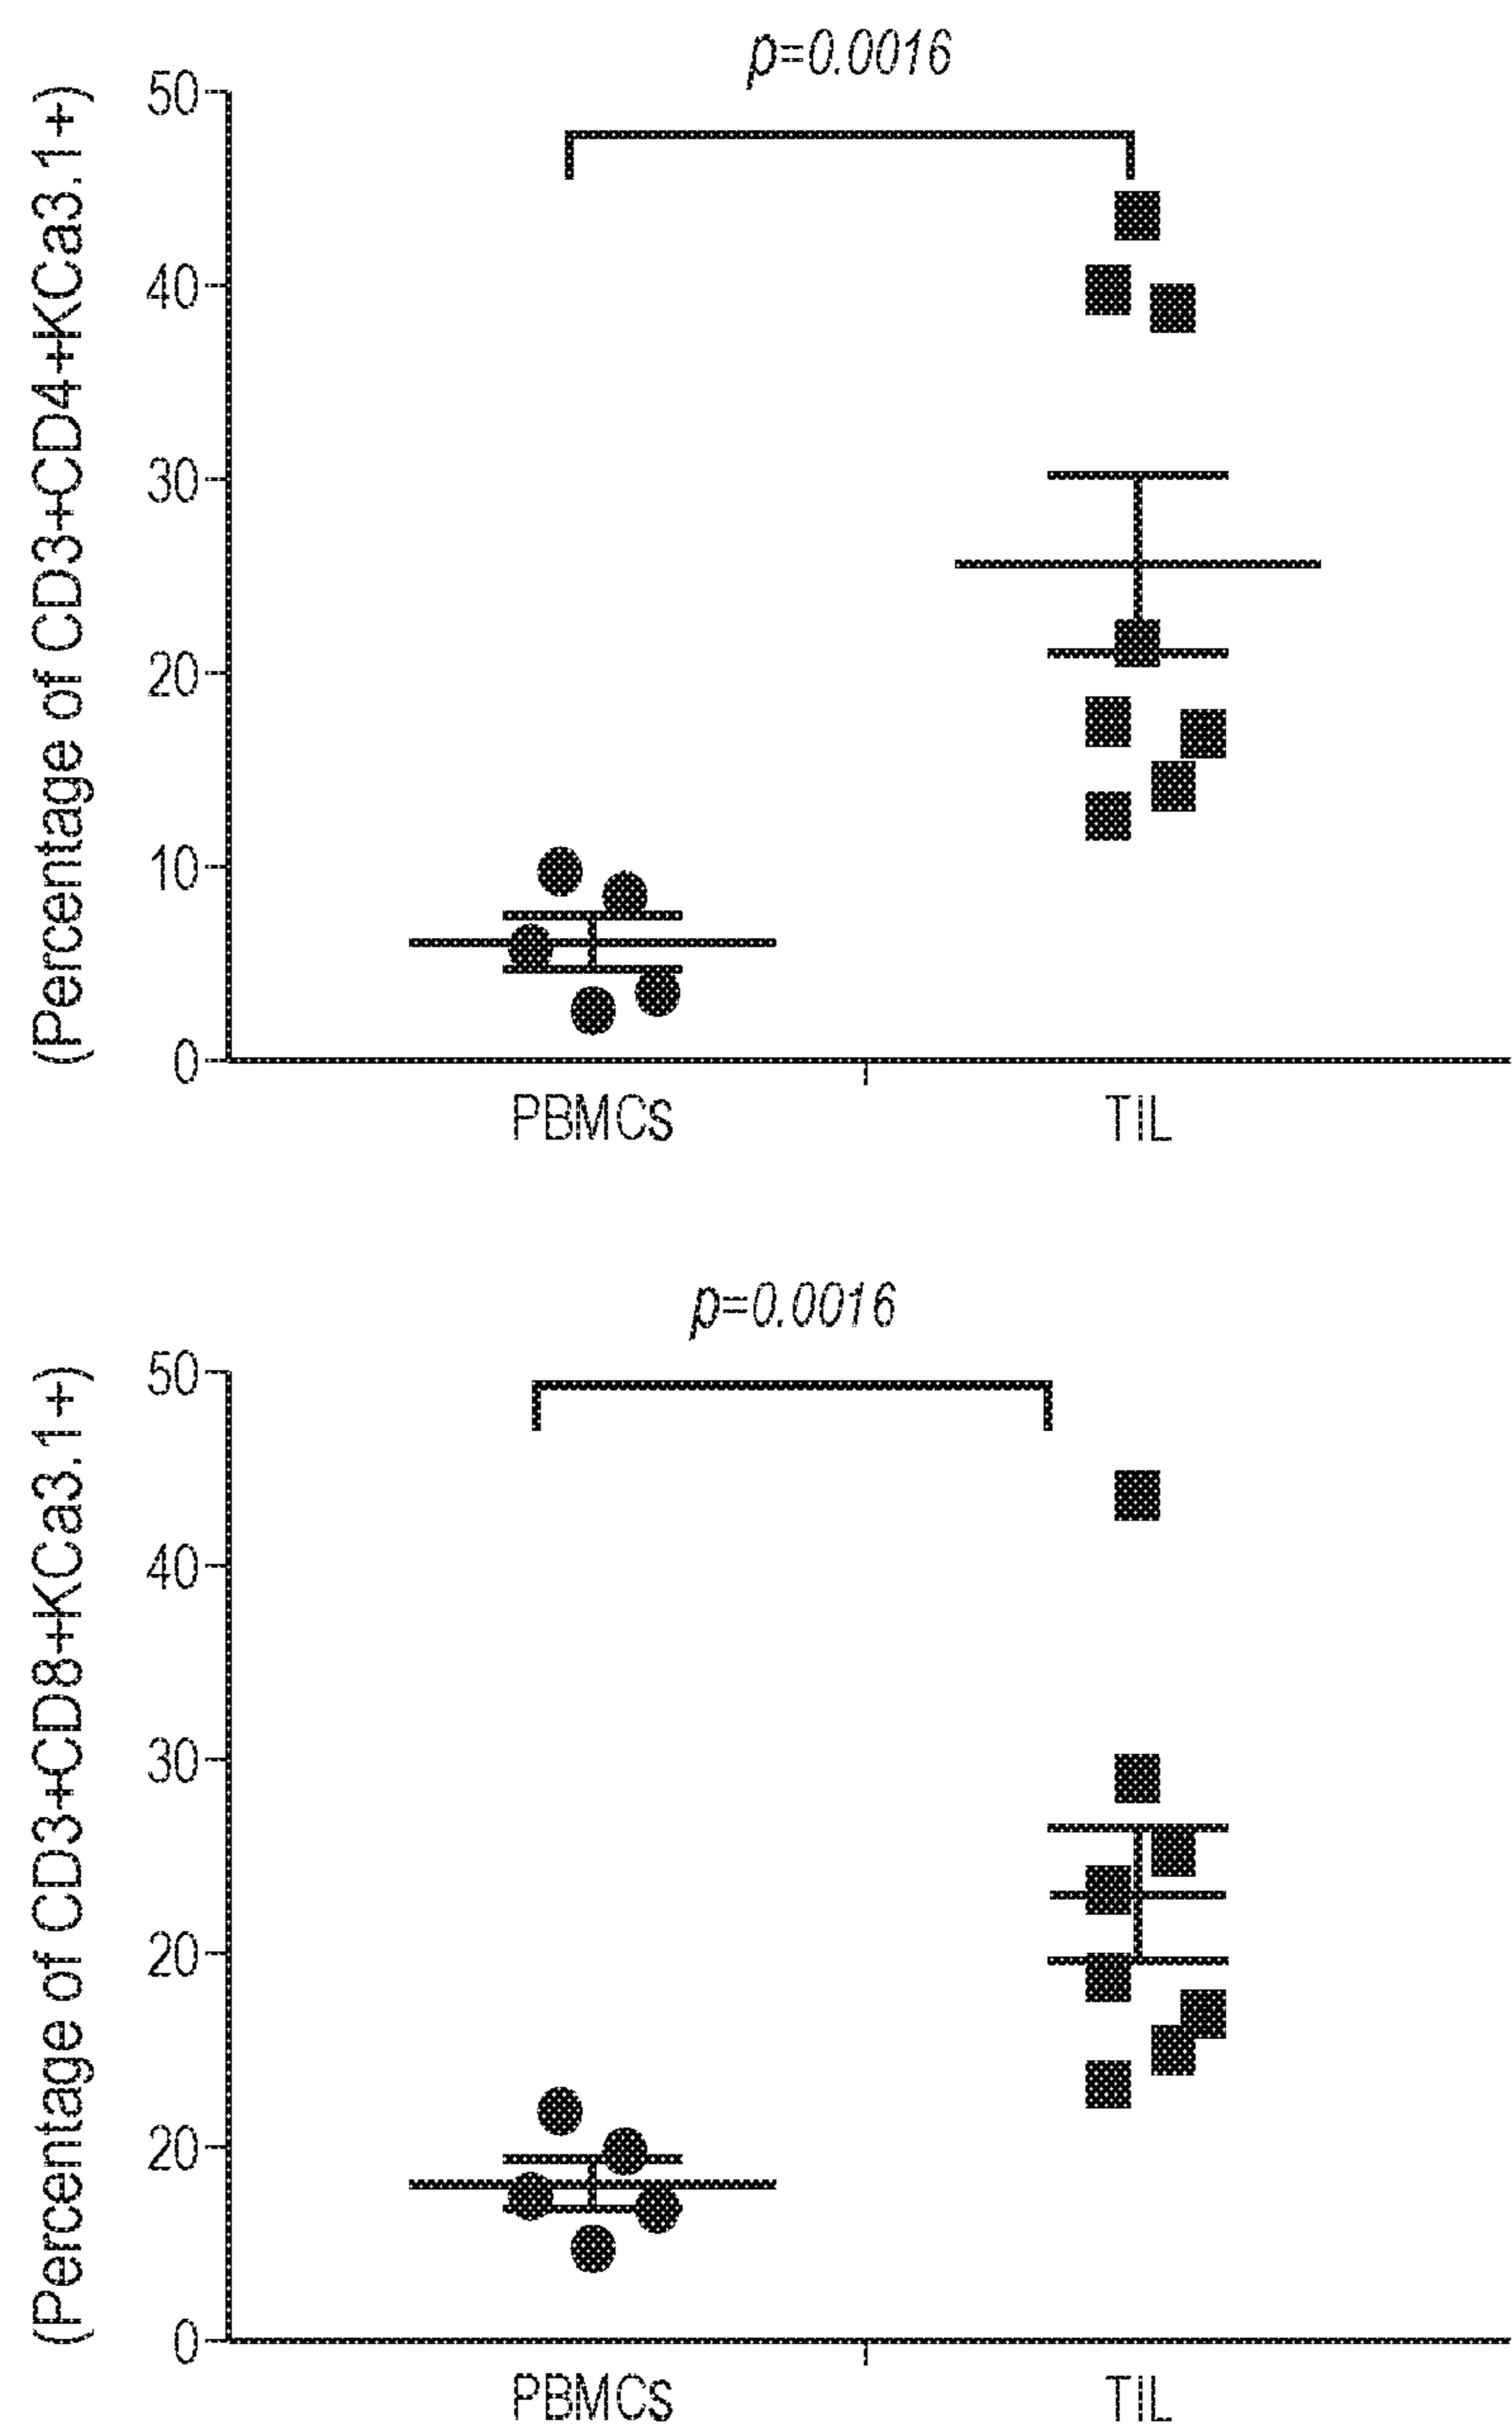 p=0.0016
(Percentage of CD3+CD4+KCa3.1+)
50
40
30
20
10
0
PBMCs TIL
p=0.0016
(Percentage of CD3+CD8+KCa3.1+)
50
40
30
20
20
0
PBMCs TIL